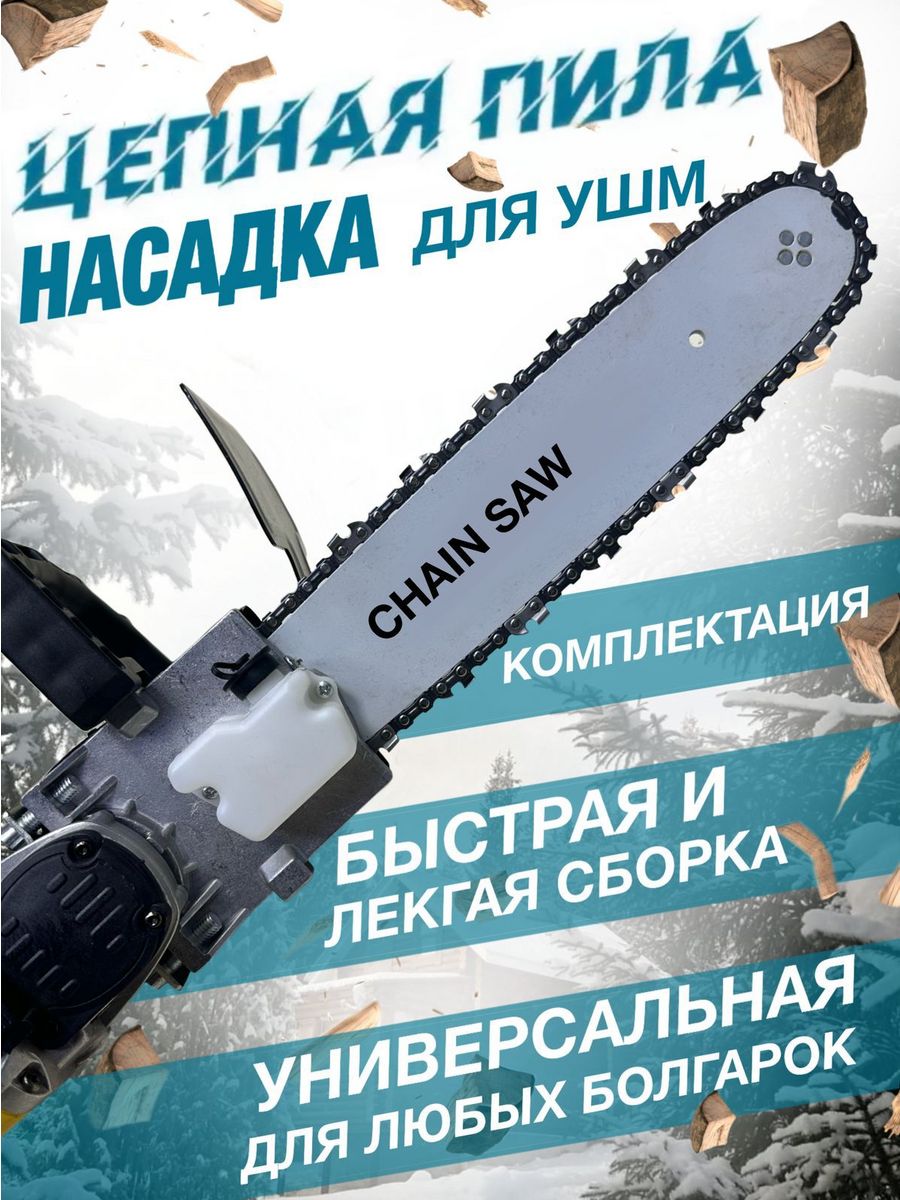 ЦЕПНАЯ ПИЛА
НАСАДКА ДЛЯ УШМ
CHAIN SAW
КОМПЛЕКТАЦИЯ
БЫСТРАЯ И
ЛЕКГАЯ СБОРКА
УНИВЕРСАЛЬНАЯ
ДЛЯ ЛЮБЫХ БОЛГАРОК